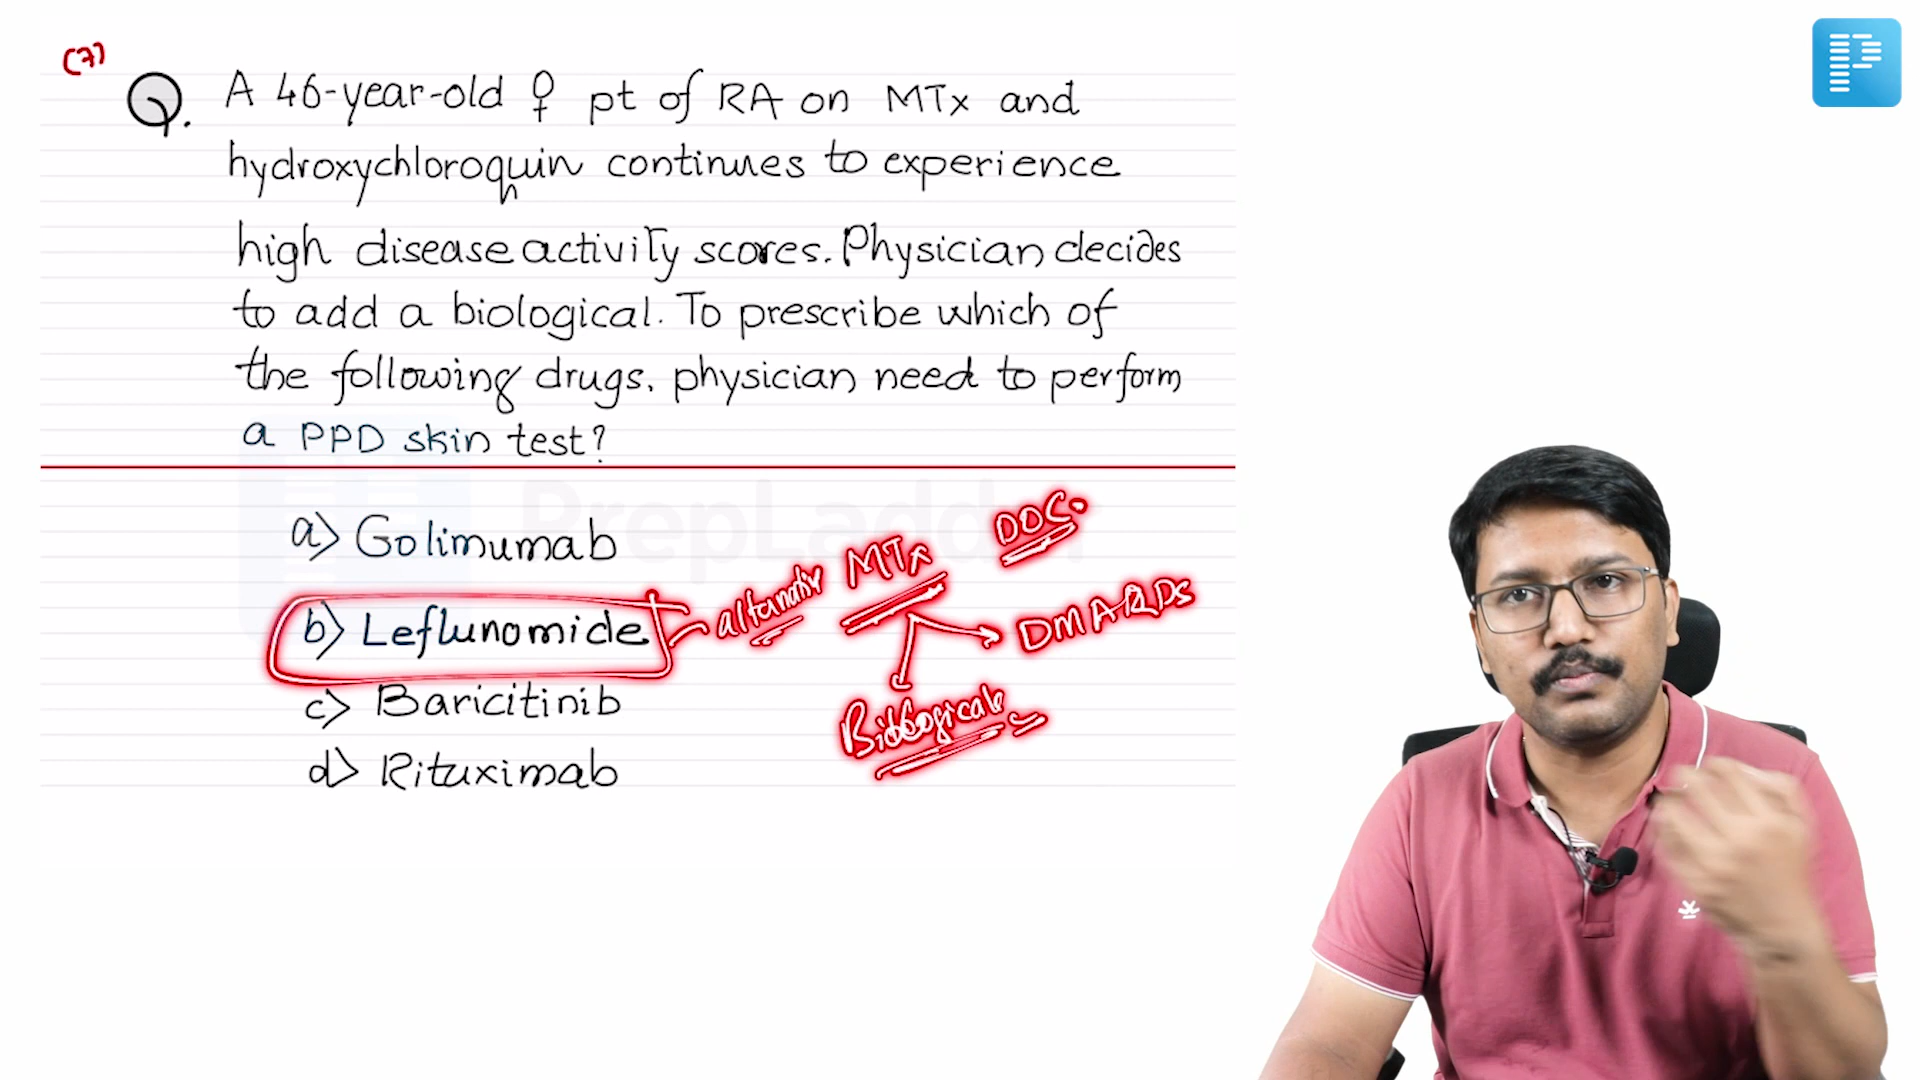 (7)
Q. A 46-year-old ♀ pt of RA on MTx and
hydroxychloroquin continues to experience
high disease activity scores. Physician decides
to add a biological. To prescribe which of
the following drugs, physician need to perform
a PPD skin test?
PrepLadder
a) Golimumab
b) Leflunomide
c) Baricitinib
d) Rituximab
alternativ
MTx
DOC.
DMARDs
Biologicals